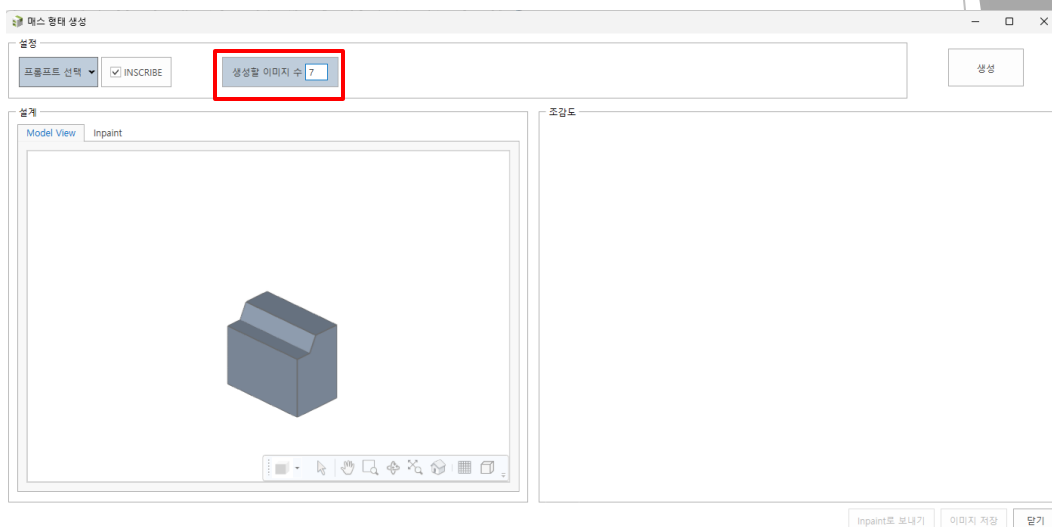 매스 형태 생성
설정
프롬프트 선택
INSCRIBE
생성할 이미지 수 7
생성
설계
Model View
Inpaint
조감도
Inpaint로 보내기
이미지 저장
닫기